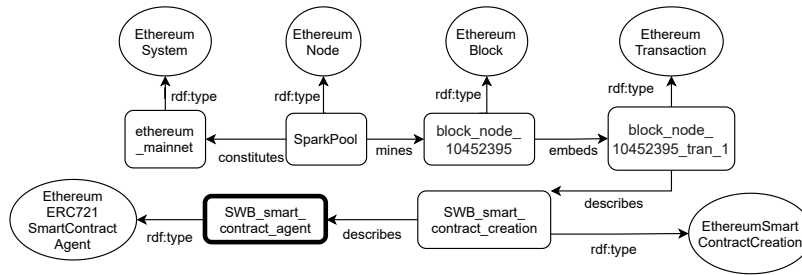 Ethereum
System
Ethereum
Node
Ethereum
Block
Ethereum
Transaction
rdf:type
rdf:type
rdf:type
rdf:type
ethereum
_mainnet
constitutes
SparkPool
mines
block_node_
10452395
embeds
block_node_
10452395_tran_1
describes
Ethereum
ERC721
SmartContract
Agent
rdf:type
SWB_smart_
contract_agent
describes
SWB_smart_
contract_creation
rdf:type
EthereumSmart
ContractCreation